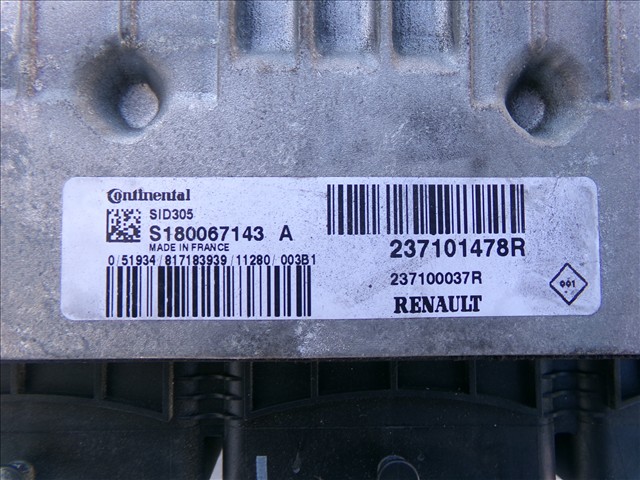 Continental
SID305
S180067143 A
MADE IN FRANCE
0/51934/817183939/11280/003B1
237101478R
237100037R
RENAULT
001